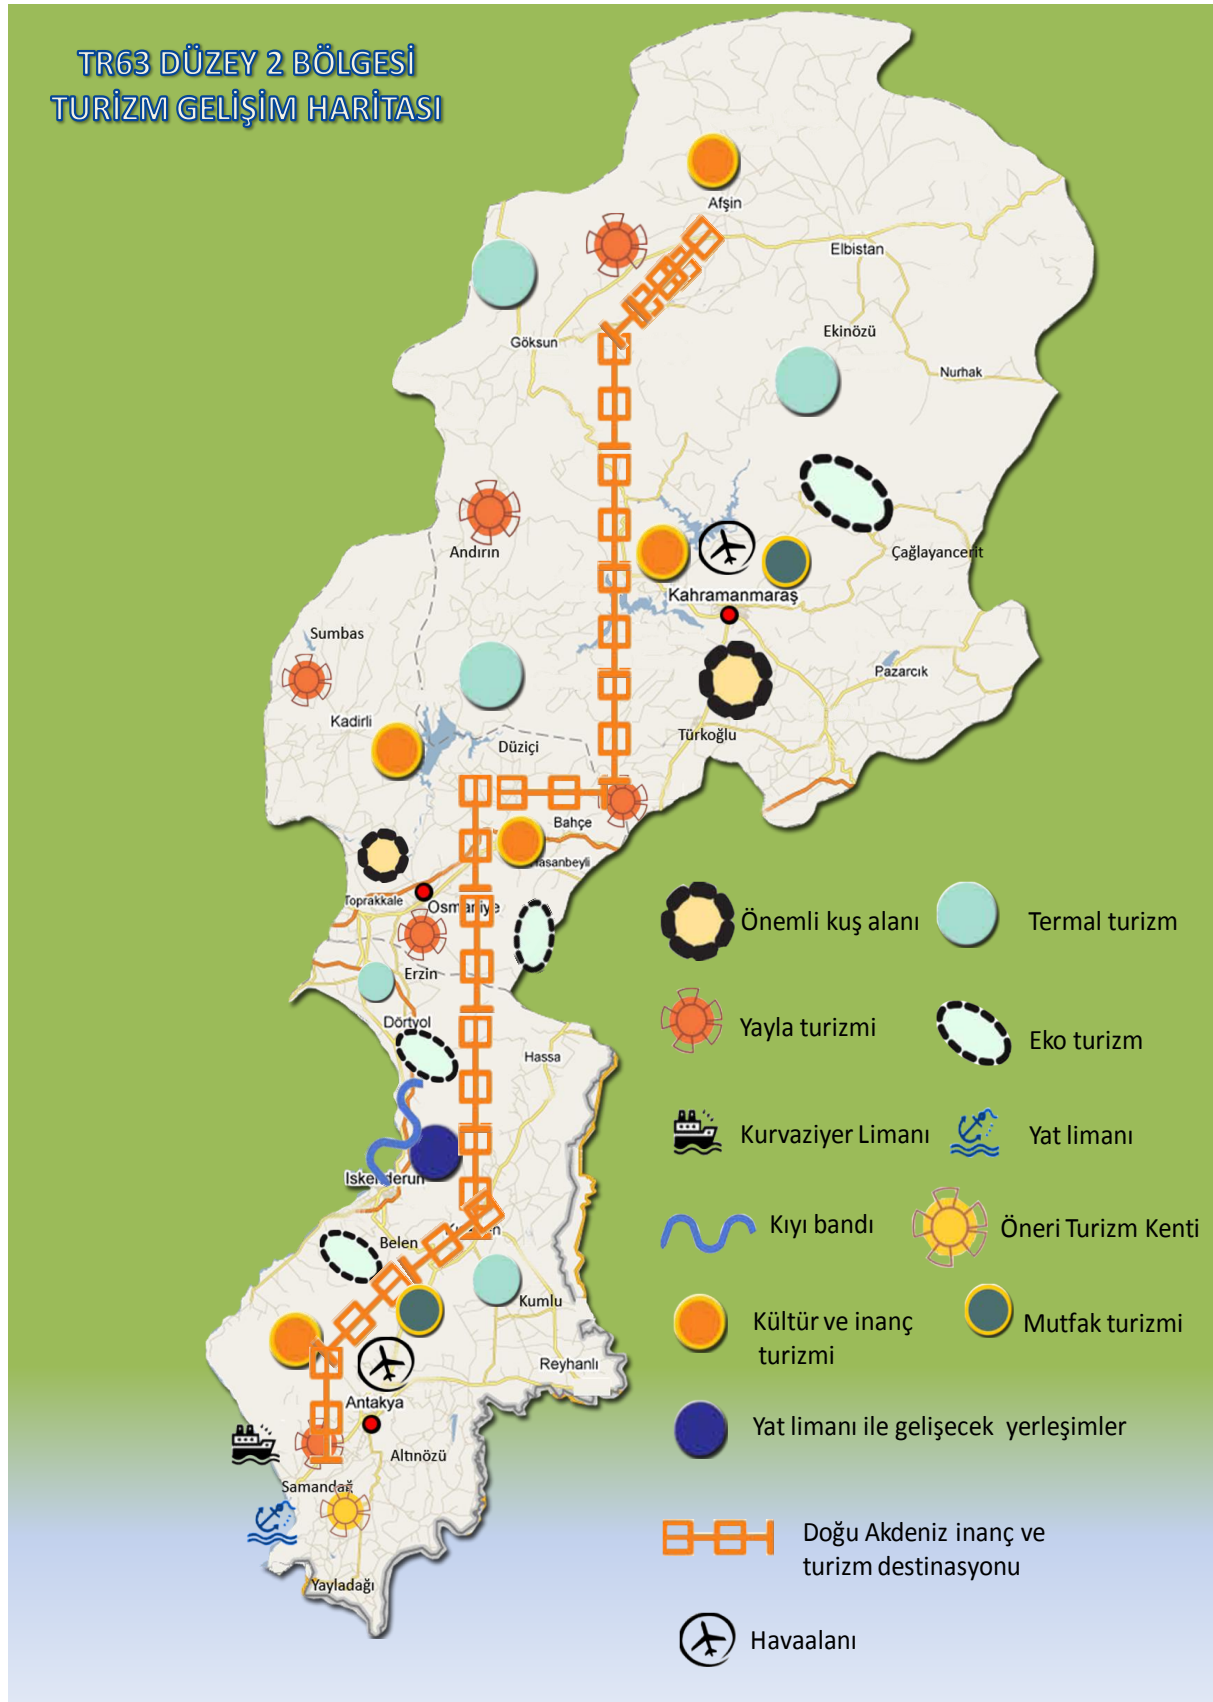 TR63 DÜZEY 2 BÖLGESİ
TURİZM GELİŞİM HARİTASI
Afşin
Elbistan
Ekinözü
Göksun
Nurhak
Andırın
Çağlayancerit
Kahramanmaraş
Sumbas
Pazarcık
Kadirli
Türkoğlu
Düziçi
Bahçe
Toprakkale
Osmaniye
Erzin
Dörtyol
Hassa
Iskenderun
Belen
Kumlu
Reyhanlı
Antakya
Altınözü
Samandağ
Yayladağı
Önemli kuş alanı
Termal turizm
Yayla turizmi
Eko turizm
Kurvaziyer Limanı
Yat limanı
Kıyı bandı
Öneri Turizm Kenti
Kültür ve inanç
turizmi
Mutfak turizmi
Yat limanı ile gelişecek yerleşimler
Doğu Akdeniz inanç ve
turizm destinasyonu
Havaalanı